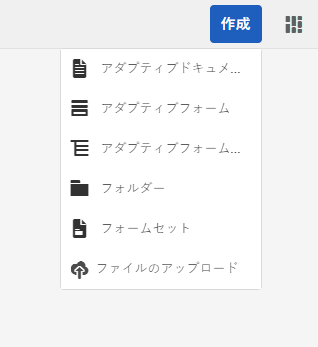 作成
アダプティブドキュメ...
アダプティブフォーム
アダプティブフォーム...
フォルダー
フォームセット
ファイルのアップロード